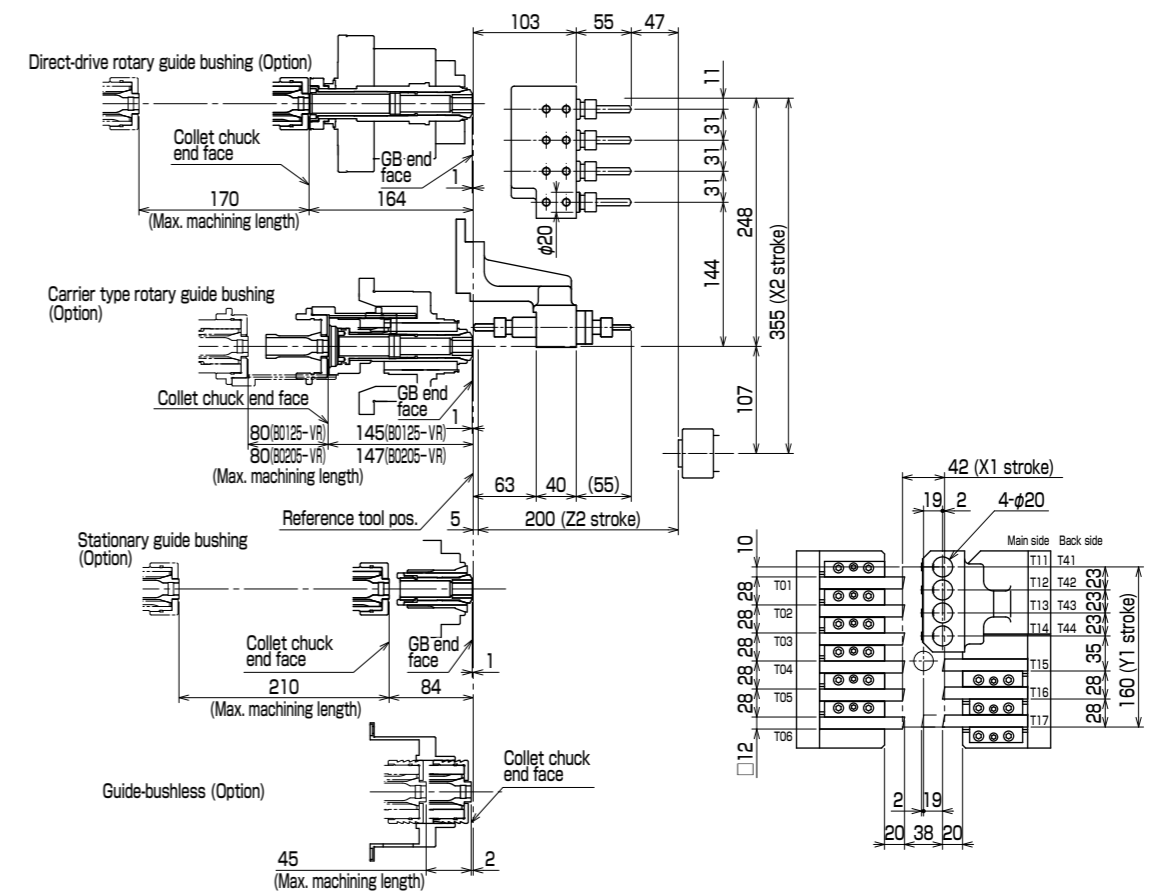 103
55
47
Direct-drive rotary guide bushing (Option)
Collet chuck
end face
GB end
face
1
170
(Max. machining length)
164
11
31
31
31
φ20
144
248
355 (X2 stroke)
107
Carrier type rotary guide bushing
(Option)
Collet chuck end face
GB end
face
1
80(B0125-VR)
145(B0125-VR)
80(B0205-VR)
147(B0205-VR)
(Max. machining length)
63
40
(55)
Reference tool pos.
5
200 (Z2 stroke)
Stationary guide bushing
(Option)
Collet chuck
end face
GB end
face
1
210
(Max. machining length)
84
Guide-bushless (Option)
Collet chuck
end face
45
(Max. machining length)
2
42 (X1 stroke)
19
2
4-φ20
Main side
Back side
10
28
28
28
28
28
□12
T01
T02
T03
T04
T05
T06
T11
T41
T12
T42
T13
T43
T14
T44
T15
T16
T17
23
23
23
35
28
28
160 (Y1 stroke)
2
19
20
38
20